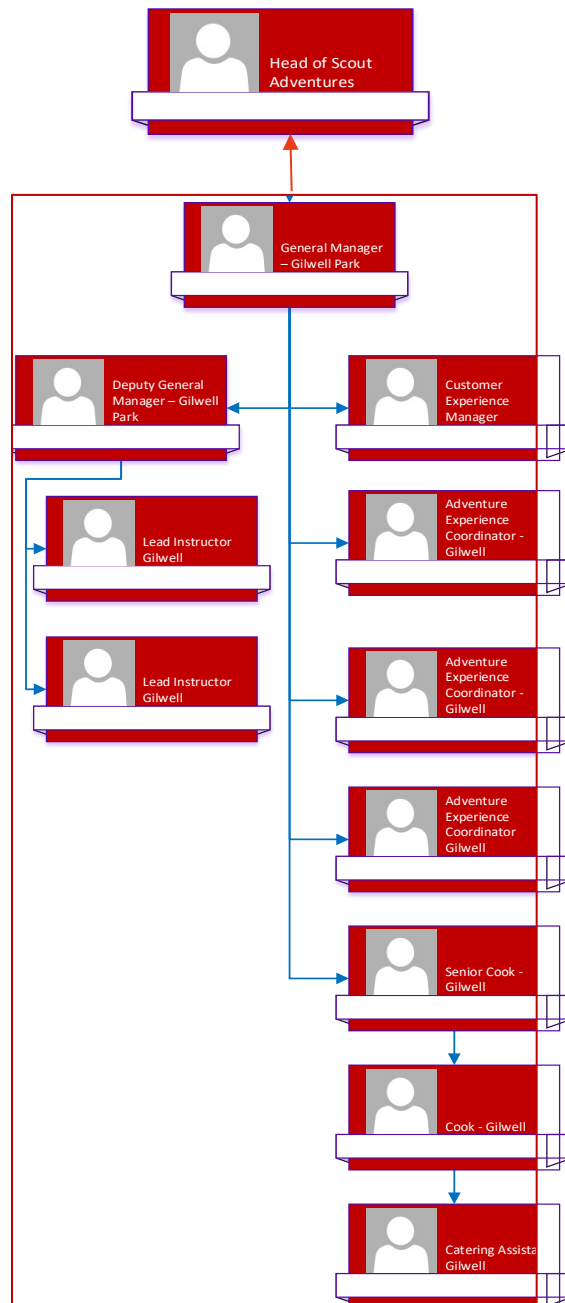 Head of Scout
Adventures
General Manager
– Gilwell Park
Deputy General
Manager – Gilwell
Park
Customer
Experience
Manager
Lead Instructor
Gilwell
Adventure
Experience
Coordinator -
Gilwell
Lead Instructor
Gilwell
Adventure
Experience
Coordinator -
Gilwell
Adventure
Experience
Coordinator
Gilwell
Senior Cook -
Gilwell
Cook - Gilwell
Catering Assista
Gilwell